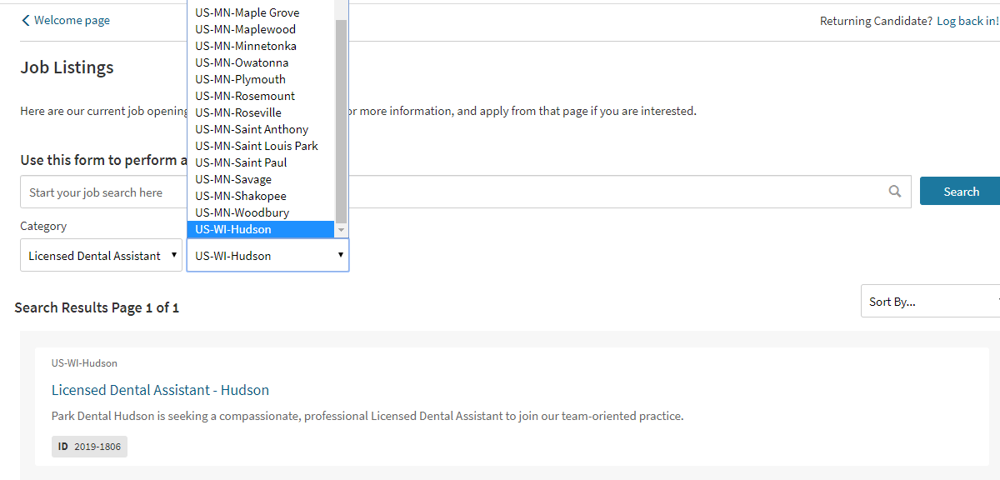 Welcome page
Returning Candidate? Log back in!
US-MN-Maple Grove
US-MN-Maplewood
US-MN-Minnetonka
US-MN-Owatonna
US-MN-Plymouth
US-MN-Rosemount
US-MN-Roseville
US-MN-Saint Anthony
US-MN-Saint Louis Park
US-MN-Saint Paul
US-MN-Savage
US-MN-Shakopee
US-MN-Woodbury
US-WI-Hudson
Job Listings
Here are our current job opening or more information, and apply from that page if you are interested.
Use this form to perform a
Start your job search here
Search
Category
Licensed Dental Assistant
US-WI-Hudson
Search Results Page 1 of 1
Sort By...
US-WI-Hudson
Licensed Dental Assistant - Hudson
Park Dental Hudson is seeking a compassionate, professional Licensed Dental Assistant to join our team-oriented practice.
ID 2019-1806